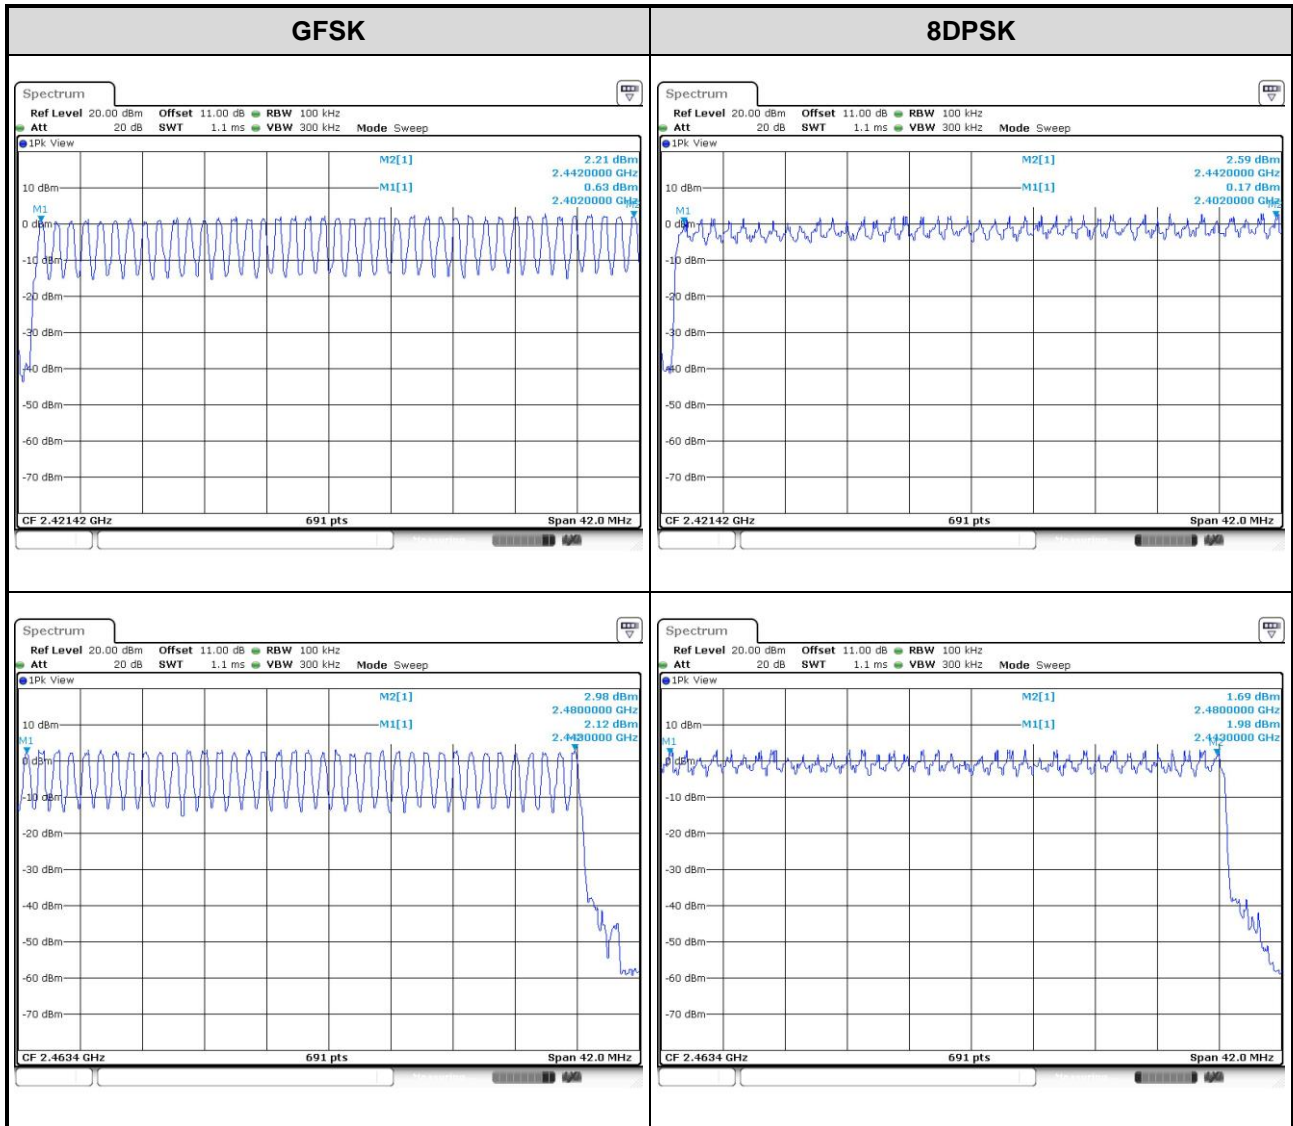 GFSK 8DPSK
Spectrum
Ref Level 20.00 dBm Offset 11.00 dB RBW 100 kHz
Att 20 dB SWT 1.1 ms VBW 300 kHz Mode Sweep
1Pk View
M2[1] 2.21 dBm
2.4420000 GHz
10 dBm M1[1] 0.63 dBm
2.4020000 GHz
M1
0 dBm
-10 dBm
-20 dBm
-30 dBm
-40 dBm
-50 dBm
-60 dBm
-70 dBm
CF 2.42142 GHz 691 pts Span 42.0 MHz
Spectrum
Ref Level 20.00 dBm Offset 11.00 dB RBW 100 kHz
Att 20 dB SWT 1.1 ms VBW 300 kHz Mode Sweep
1Pk View
M2[1] 2.59 dBm
2.4420000 GHz
10 dBm M1[1] 0.17 dBm
2.4020000 GHz
M1
0 dBm
-10 dBm
-20 dBm
-30 dBm
-40 dBm
-50 dBm
-60 dBm
-70 dBm
CF 2.42142 GHz 691 pts Span 42.0 MHz
Spectrum
Ref Level 20.00 dBm Offset 11.00 dB RBW 100 kHz
Att 20 dB SWT 1.1 ms VBW 300 kHz Mode Sweep
1Pk View
M2[1] 2.98 dBm
2.4800000 GHz
10 dBm M1[1] 2.12 dBm
M1
0 dBm
-10 dBm
-20 dBm
-30 dBm
-40 dBm
-50 dBm
-60 dBm
-70 dBm
CF 2.4634 GHz 691 pts Span 42.0 MHz
Spectrum
Ref Level 20.00 dBm Offset 11.00 dB RBW 100 kHz
Att 20 dB SWT 1.1 ms VBW 300 kHz Mode Sweep
1Pk View
M2[1] 1.69 dBm
2.4800000 GHz
10 dBm M1[1] 1.98 dBm
M1
0 dBm
-10 dBm
-20 dBm
-30 dBm
-40 dBm
-50 dBm
-60 dBm
-70 dBm
CF 2.4634 GHz 691 pts Span 42.0 MHz